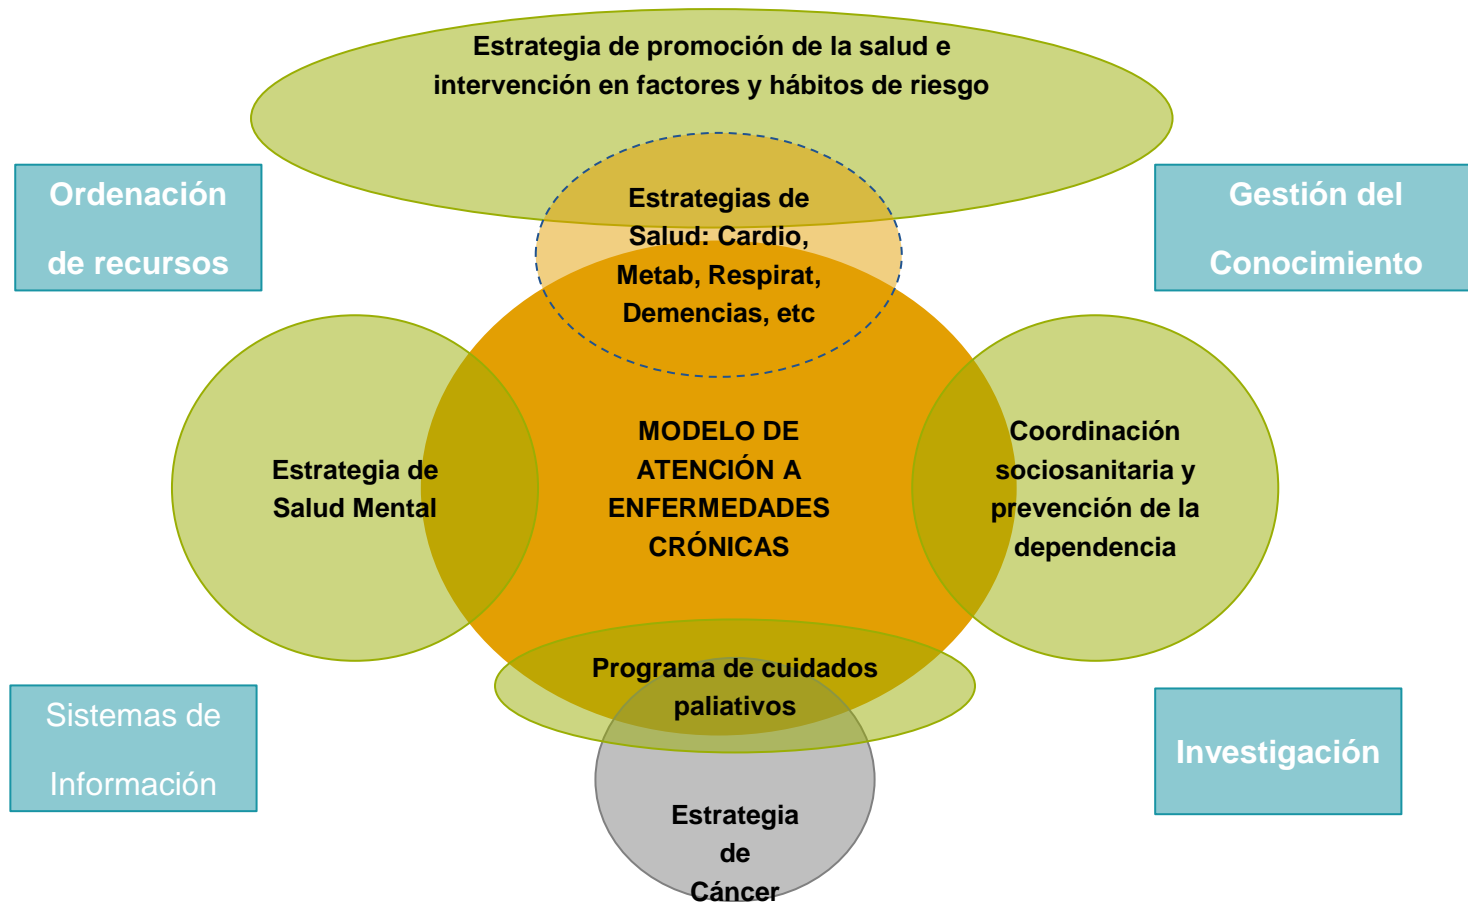 Estrategia de promoción de la salud e
intervención en factores y hábitos de riesgo
Ordenación
de recursos
Estrategias de
Salud: Cardio,
Metab, Respirat,
Demencias, etc
Gestión del
Conocimiento
Estrategia de
Salud Mental
MODELO DE
ATENCIÓN A
ENFERMEDADES
CRÓNICAS
Coordinación
sociosanitaria y
prevención de la
dependencia
Programa de cuidados
paliativos
Sistemas de
Información
Investigación
Estrategia
de
Cáncer